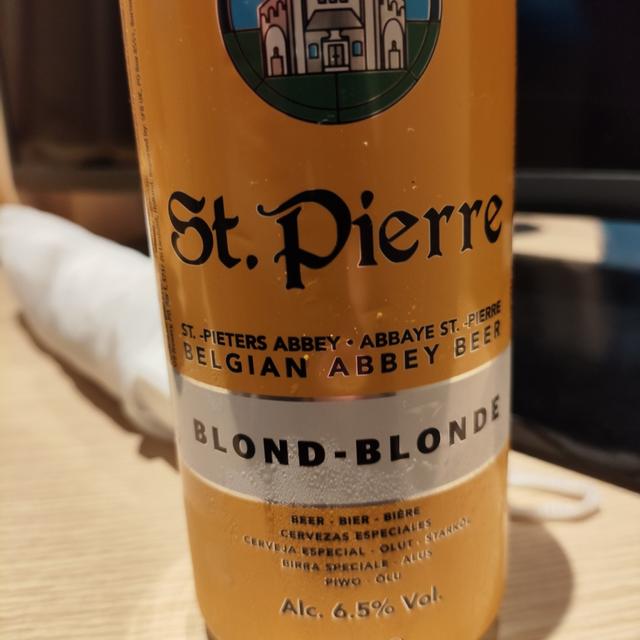 St. Pierre
ST.-PIETERS ABBEY · ABBAYE ST.-PIERRE
BELGIAN ABBEY BEER
BLOND-BLONDE
BEER · BIER · BIÈRE
CERVEZAS ESPECIALES
CERVEJA ESPECIAL · OLUT · STARKÖL
BIRRA SPECIALE · ALUS
PIWO · ÕLU
Alc. 6.5% Vol.